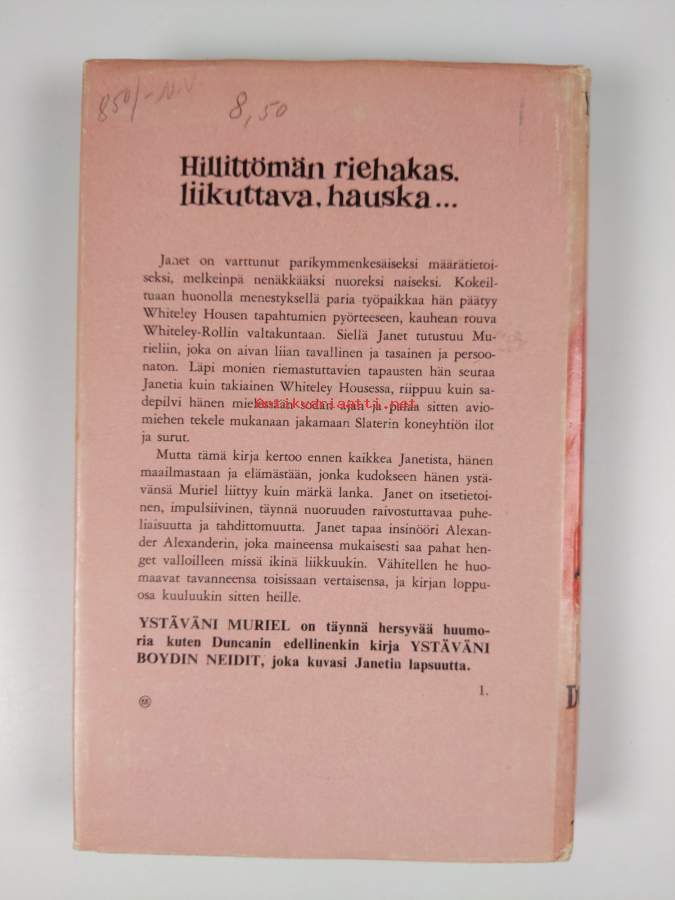 850/- N.V.
8,50
Hillittömän riehakas,
liikuttava, hauska...
Janet on varttunut parikymmenkesäiseksi määrätietoi-
seksi, melkeinpä nenäkkääksi nuoreksi naiseksi. Kokeil-
tuaan huonolla menestyksellä paria työpaikkaa hän päätyy
Whiteley Housen tapahtumien pyörteeseen, kauhean rouva
Whiteley-Rollin valtakuntaan. Siellä Janet tutustuu Mu-
rieliin, joka on aivan liian tavallinen ja tasainen ja persoo-
naton. Läpi monien riemastuttavien tapausten hän seuraa
Janetia kuin takiainen Whiteley Housessa, riippuu kuin sa-
depilvi hänen mielessään sodan ajan ja palaa sitten avio-
Antikvariaatti.net
miehen tekele mukanaan jakamaan Slaterin koneyhtiön ilot
ja surut.
Mutta tämä kirja kertoo ennen kaikkea Janetista, hänen
maailmastaan ja elämästään, jonka kudokseen hänen ystä-
vänsä Muriel liittyy kuin märkä lanka. Janet on itsetietoi-
nen, impulsiivinen, täynnä nuoruuden raivostuttavaa puhe-
liaisuutta ja tahdittomuutta. Janet tapaa insinööri Alexan-
der Alexanderin, joka maineensa mukaisesti saa pahat hen-
get valloilleen missä ikinä liikkuukin. Vähitellen he huo-
maavat tavanneensa toisissaan vertaisensa, ja kirjan loppu-
osa kuuluukin sitten heille.
YSTÄVÄNI MURIEL on täynnä hersyvää huumo-
ria kuten Duncanin edellinenkin kirja YSTÄVÄNI
BOYDIN NEIDIT, joka kuvasi Janetin lapsuutta.
1.
D